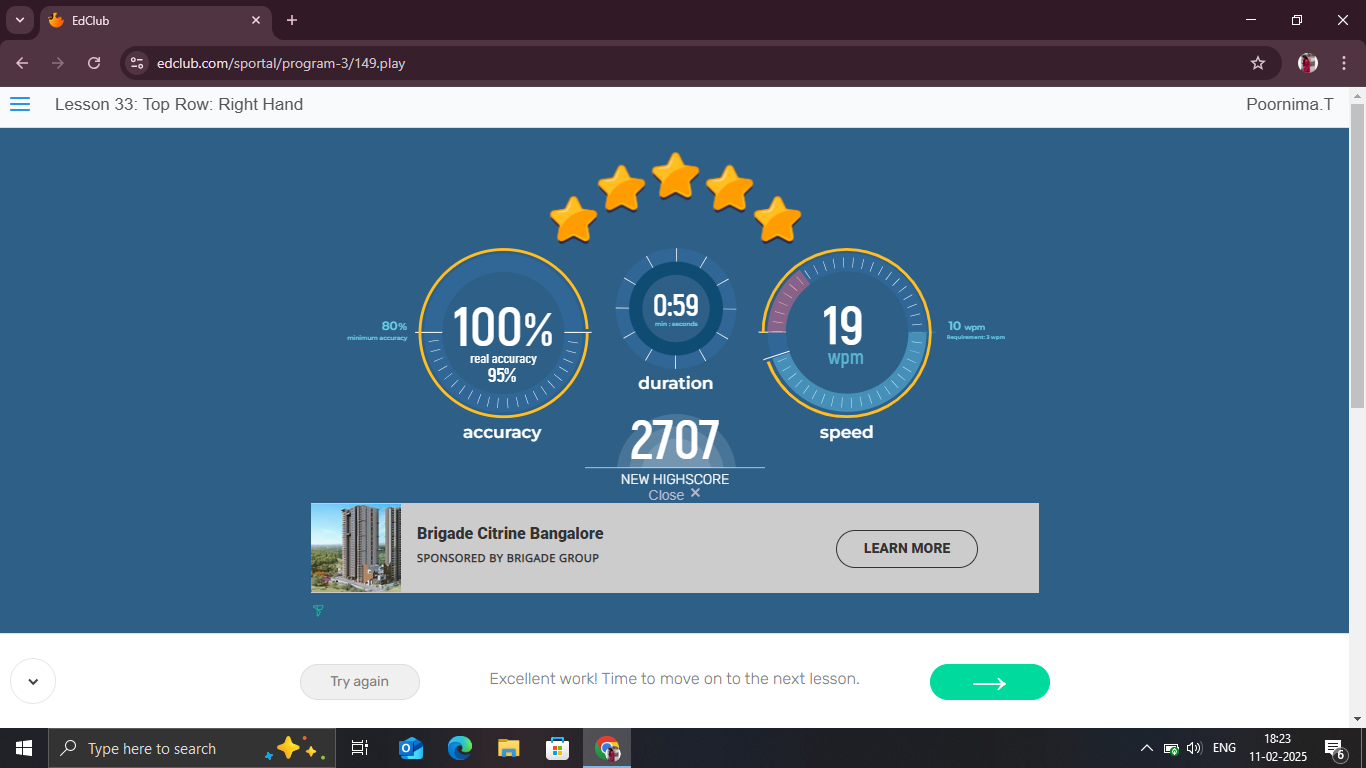 EdClub
edclub.com/sportal/program-3/149.play
Lesson 33: Top Row: Right Hand
Poornima.T
80%
minimum accuracy
100%
real accuracy
95%
accuracy
0:59
min : seconds
duration
19
wpm
speed
10 wpm
Requirement: 3 wpm
2707
NEW HIGHSCORE
Close ×
Brigade Citrine Bangalore
SPONSORED BY BRIGADE GROUP
LEARN MORE
Try again
Excellent work! Time to move on to the next lesson.
Type here to search
ENG
18:23
11-02-2025
6